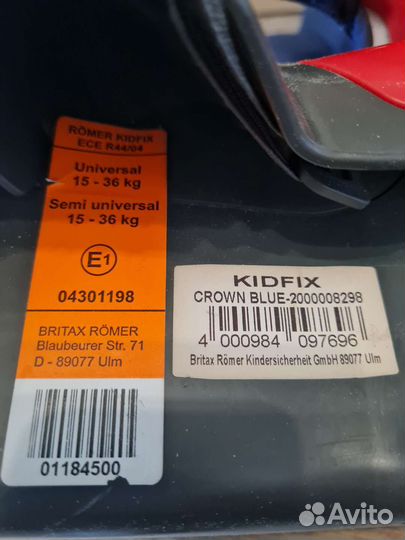 RÖMER KIDFIX
ECE R44/04
Universal
15 - 36 kg
Semi universal
15 - 36 kg
E1
04301198
BRITAX RÖMER
Blaubeurer Str. 71
D - 89077 Ulm
01184500
KIDFIX
CROWN BLUE-2000008298
4 000984 097696
Britax Römer Kindersicherheit GmbH 89077 Ulm
Avito